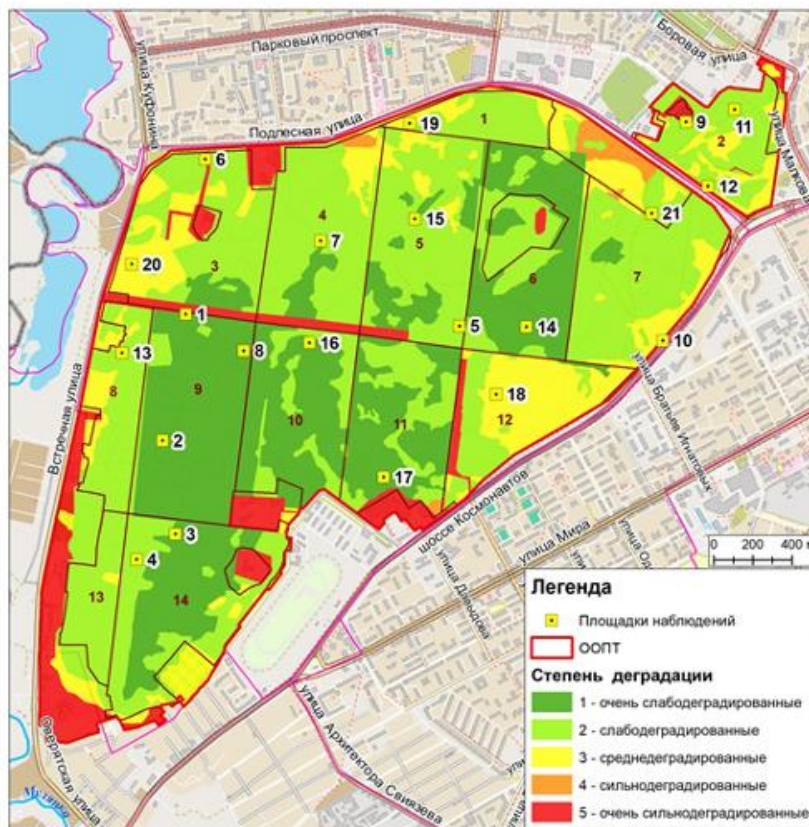 Парковый проспект
Боровая улица
улица Куфонина
Подлесная улица
улица Малкова
19
1
9
11
2
12
6
4
15
7
5
21
20
3
6
7
1
5
14
10
13
8
16
8
9
18
12
10
11
2
17
3
4
13
14
Встречная улица
улица Братьев Игнатовых
шоссе Космонавтов
улица Мира
улица Давыдова
улица Од
улица Архитектора Свиязева
Оверятская улица
Мулянка
0 200 400 м
Легенда
Площадки наблюдений
ООПТ
Степень деградации
1 - очень слабодеградированные
2 - слабодеградированные
3 - среднедеградированные
4 - сильнодеградированные
5 - очень сильнодеградированные